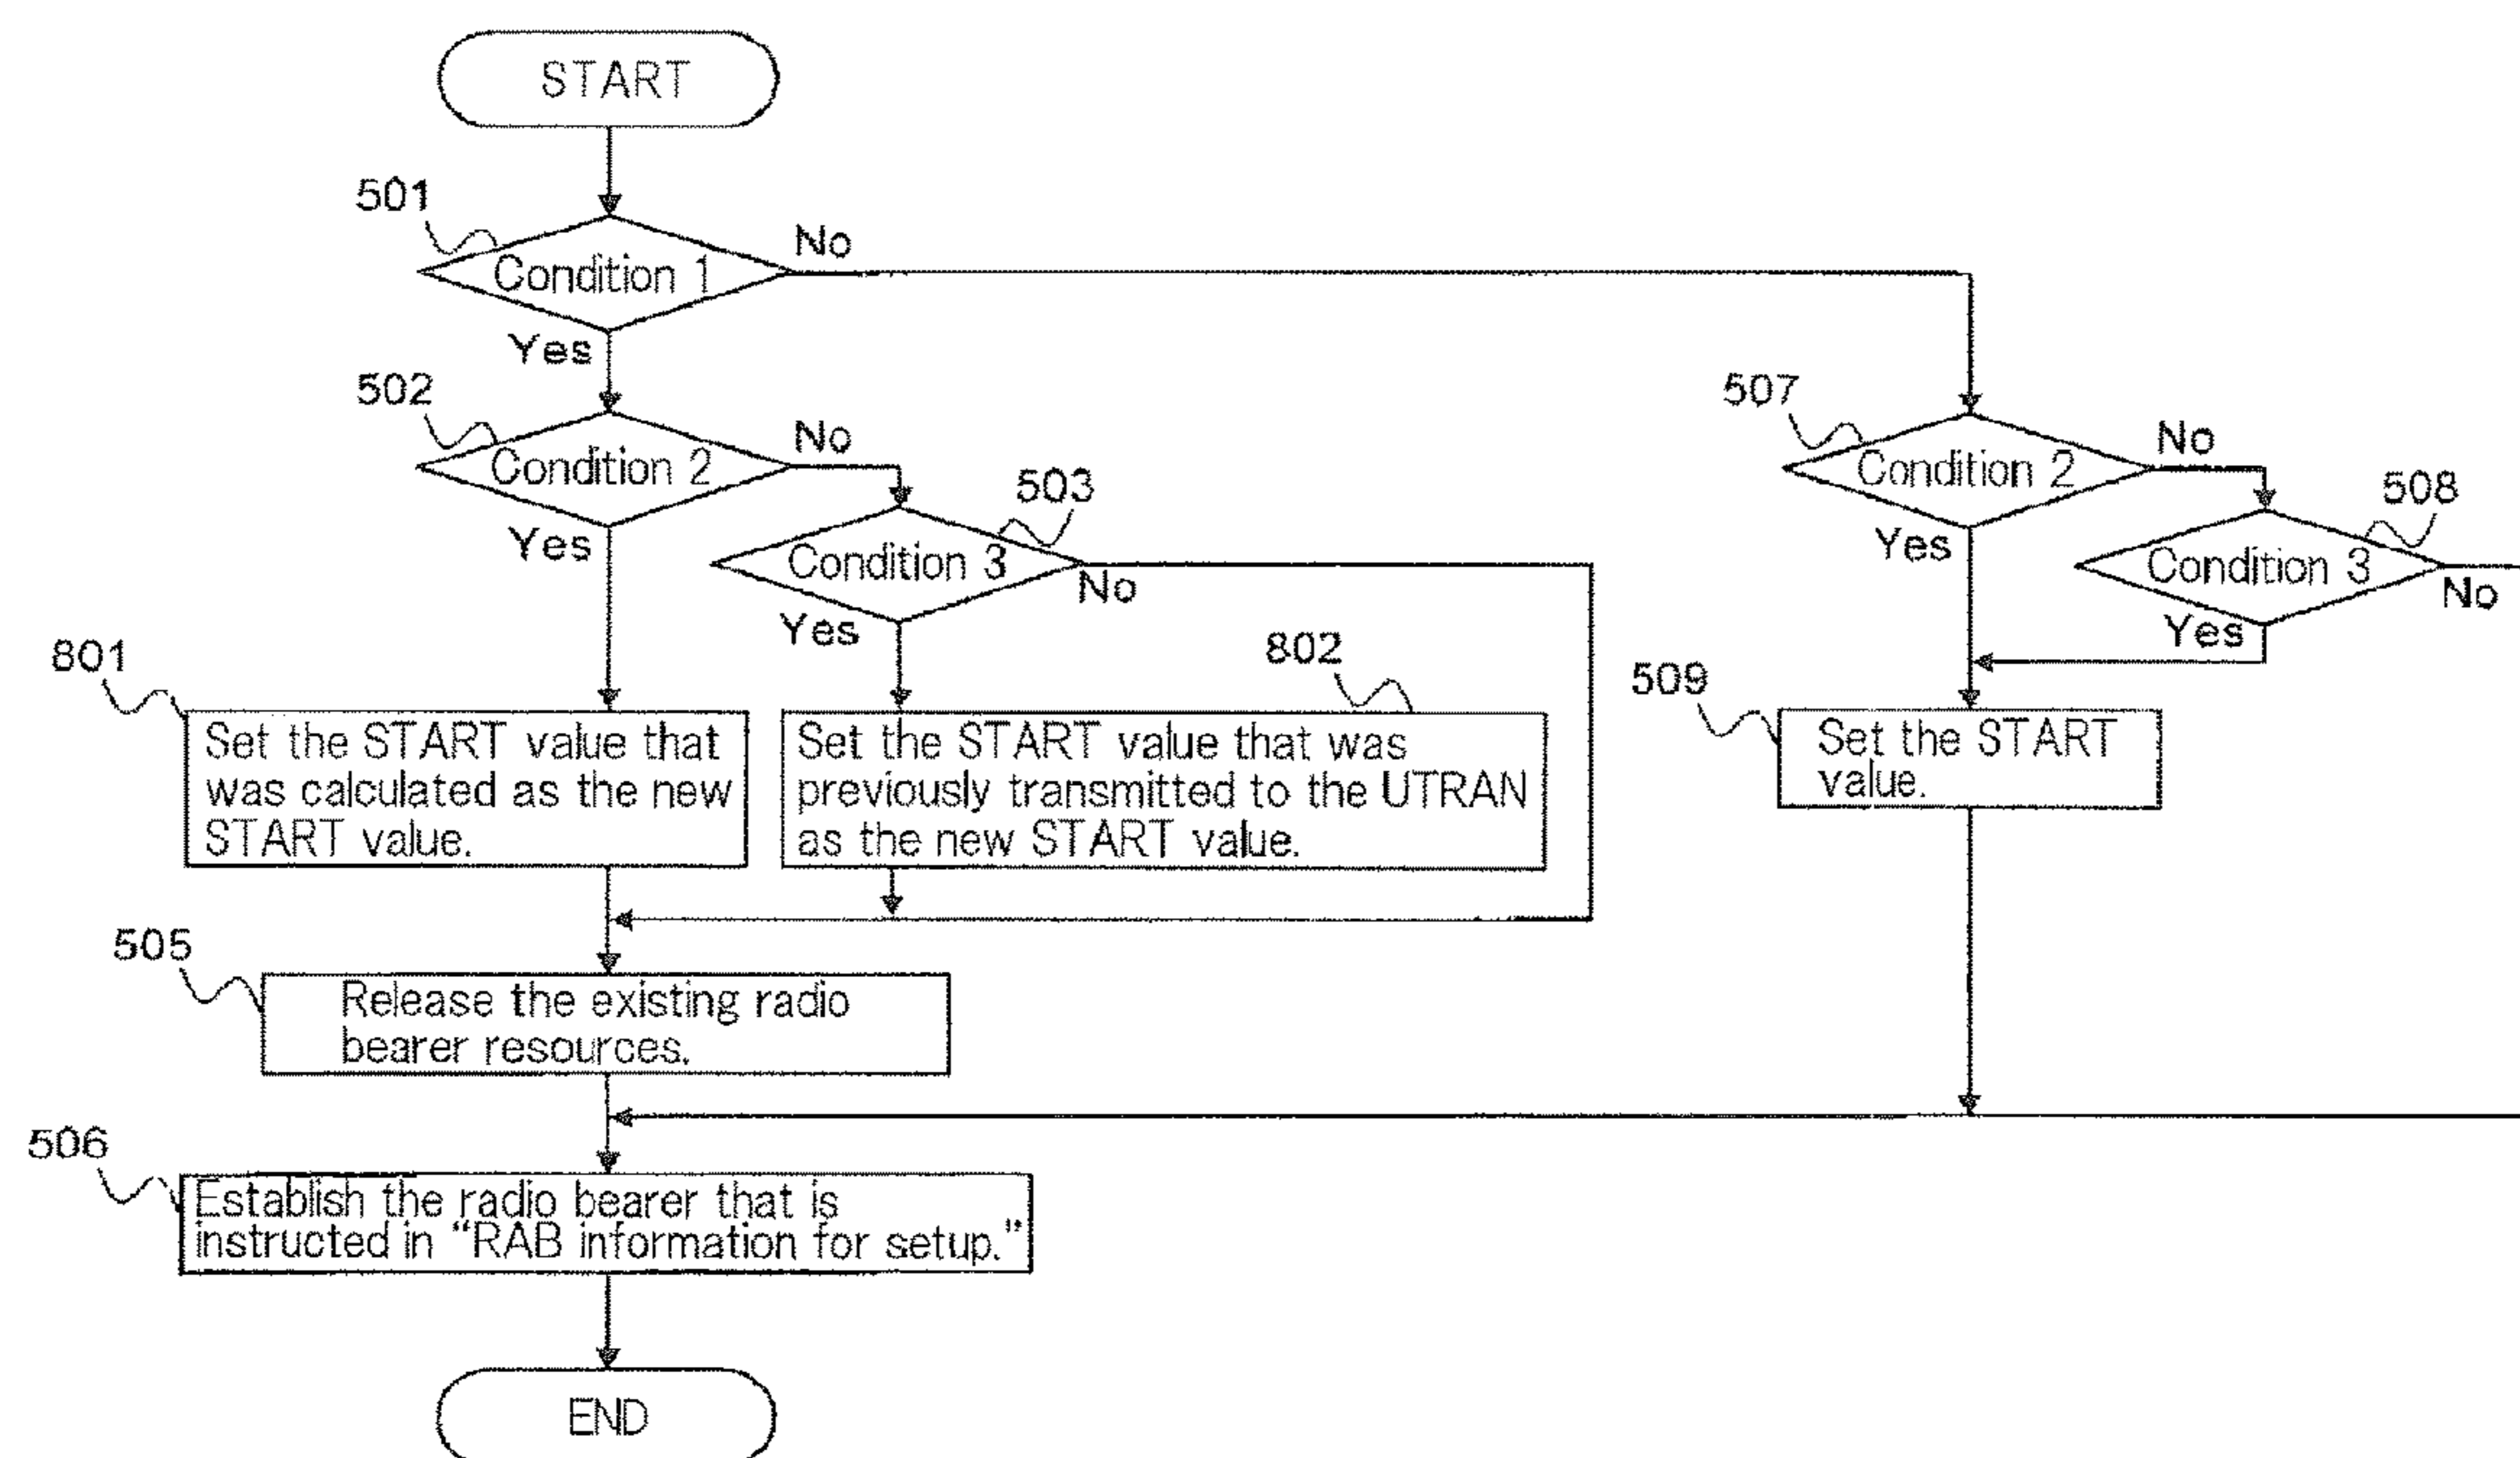 START
501
Condition 1
No
Yes
502
Condition 2
No
Yes
503
Condition 3
No
Yes
507
Condition 2
No
Yes
508
Condition 3
No
Yes
801
Set the START value that
was calculated as the new
START value.
802
Set the START value that was
previously transmitted to the UTRAN
as the new START value.
509
Set the START
value.
505
Release the existing radio
bearer resources.
506
Establish the radio bearer that is
instructed in “RAB information for setup.”
END